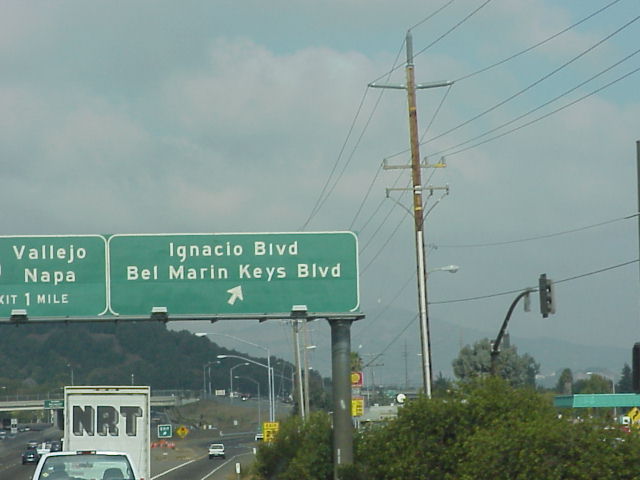 Vallejo
Napa
XIT 1 MILE
Ignacio Blvd
Bel Marin Keys Blvd
NRT